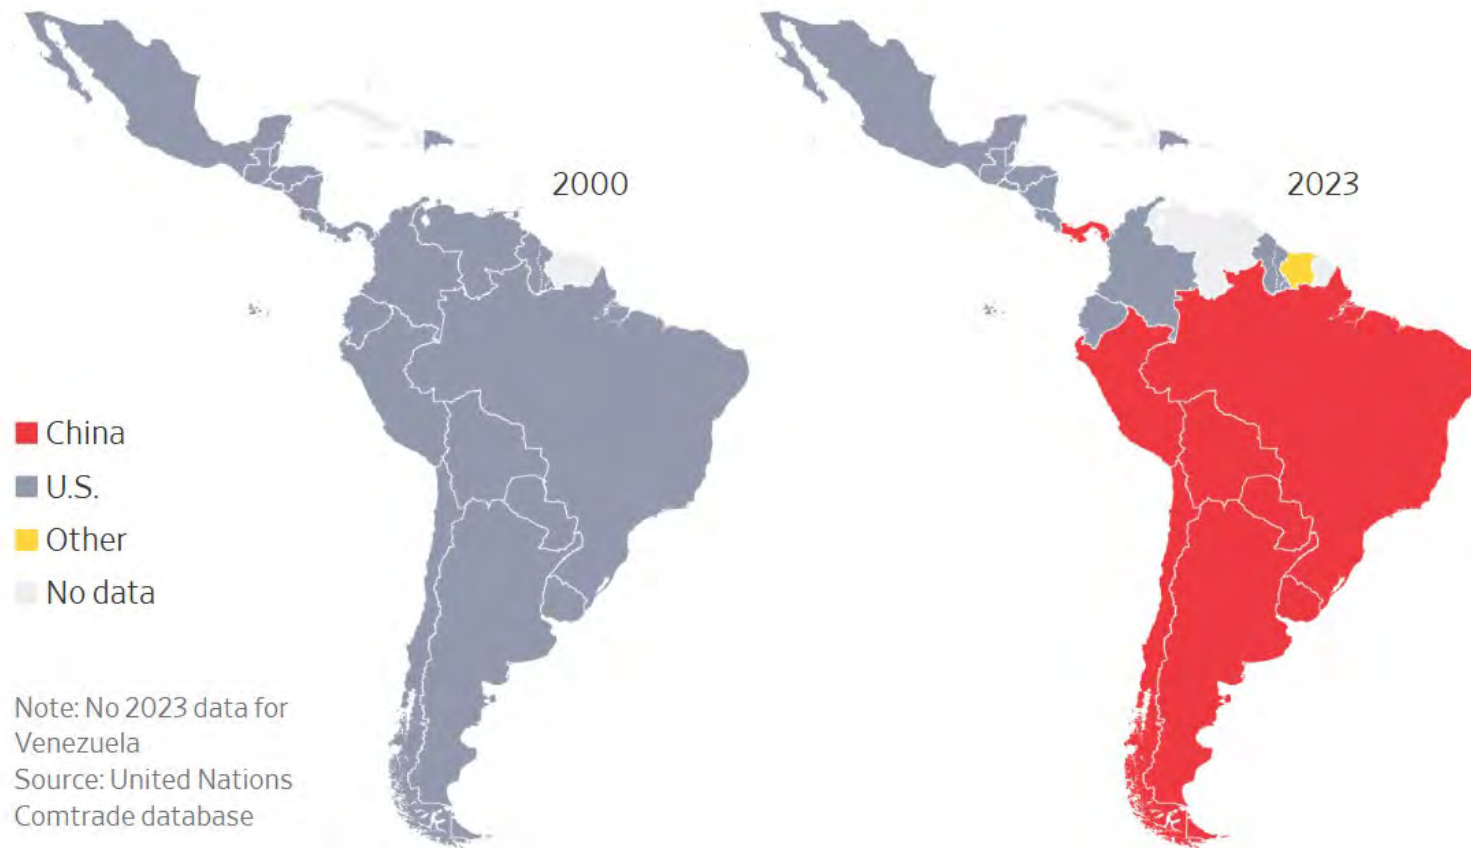 2000
2023
China
U.S.
Other
No data
Note: No 2023 data for
Venezuela
Source: United Nations
Comtrade database